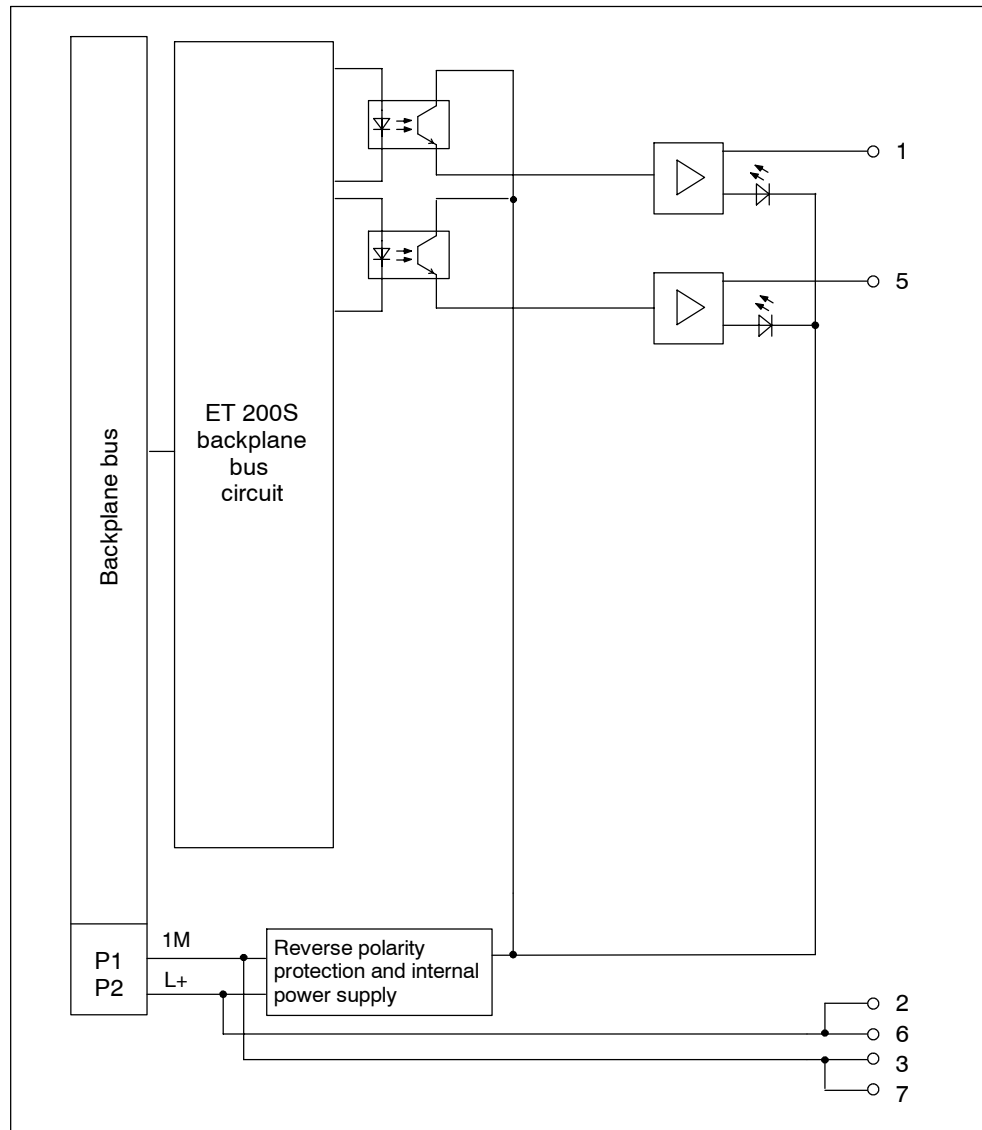 1
5
ET 200S
backplane
bus
circuit
Backplane bus
1M
P1
P2
L+
Reverse polarity
protection and internal
power supply
2
6
3
7